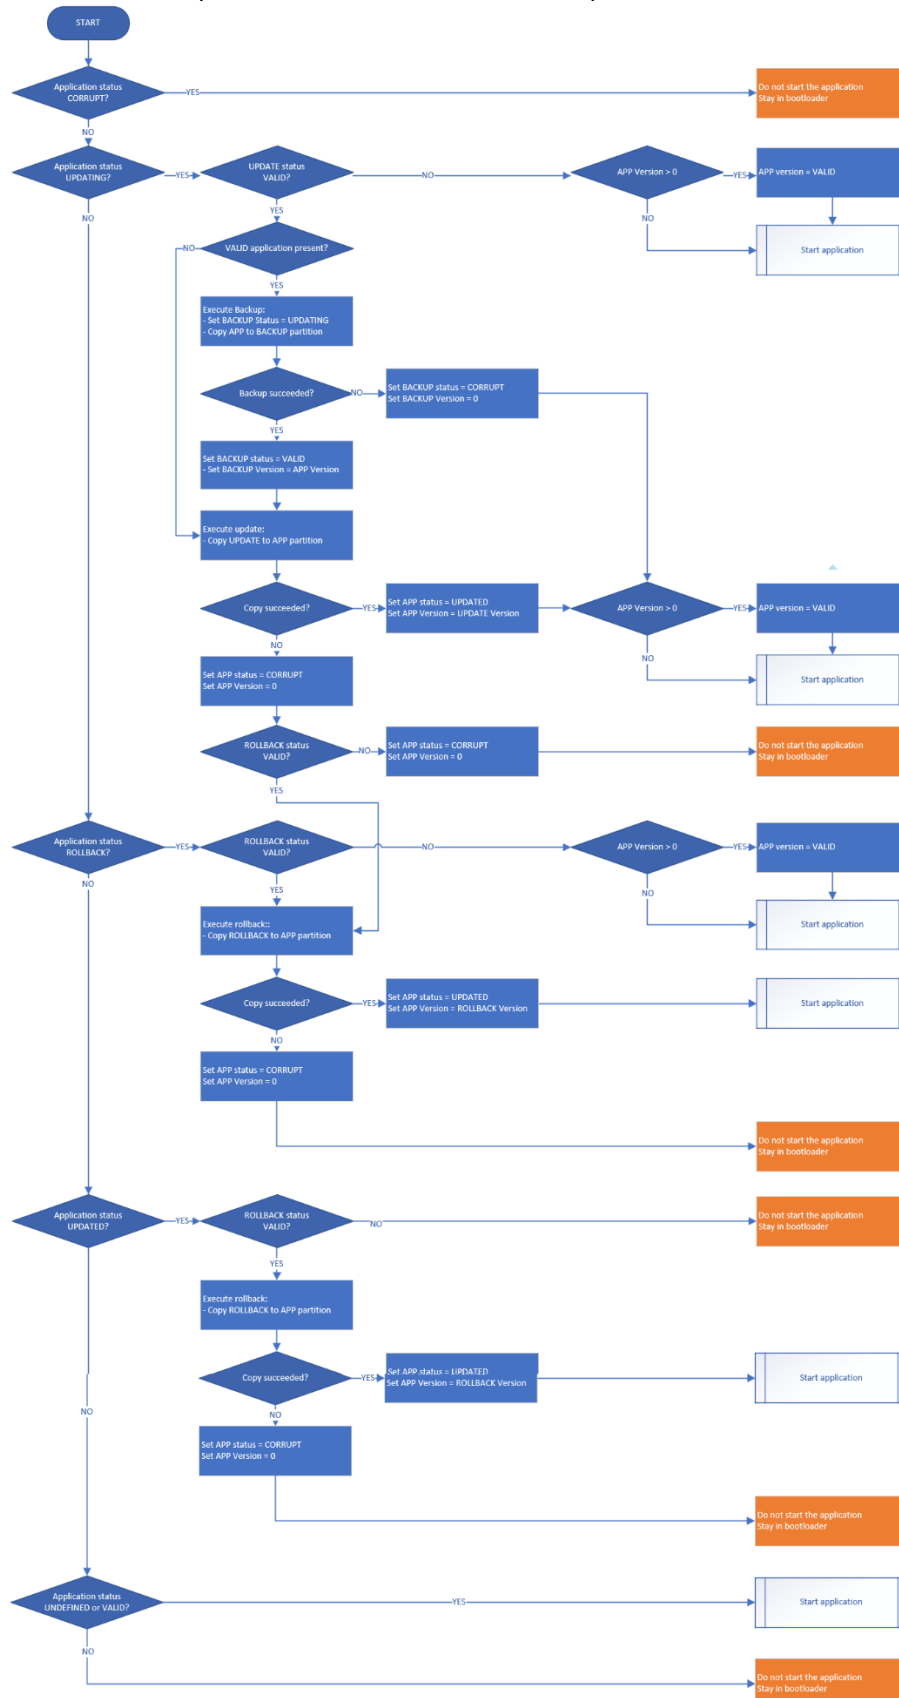 START
Application status
CORRUPT?
YES
Do not start the application
Stay in bootloader
NO
Application status
UPDATING?
YES
UPDATE status
VALID?
NO
APP Version > 0
YES
APP version = VALID
NO
YES
NO
Start application
NO
VALID application present?
YES
Execute Backup:
- Set BACKUP Status = UPDATING
- Copy APP to BACKUP partition
Backup succeeded?
NO
Set BACKUP status = CORRUPT
Set BACKUP Version = 0
YES
Set BACKUP status = VALID
- Set BACKUP Version = APP Version
Execute update:
- Copy UPDATE to APP partition
Copy succeeded?
YES
Set APP status = UPDATED
Set APP Version = UPDATE Version
APP Version > 0
YES
APP version = VALID
NO
NO
Set APP status = CORRUPT
Set APP Version = 0
Start application
ROLLBACK status
VALID?
NO
Set APP status = CORRUPT
Set APP Version = 0
Do not start the application
Stay in bootloader
YES
Application status
ROLLBACK?
YES
ROLLBACK status
VALID?
NO
APP Version > 0
YES
APP version = VALID
NO
YES
NO
Execute rollback::
- Copy ROLLBACK to APP partition
Start application
Copy succeeded?
YES
Set APP status = UPDATED
Set APP Version = ROLLBACK Version
Start application
NO
Set APP status = CORRUPT
Set APP Version = 0
Do not start the application
Stay in bootloader
Application status
UPDATED?
YES
ROLLBACK status
VALID?
NO
Do not start the application
Stay in bootloader
YES
Execute rollback:
- Copy ROLLBACK to APP partition
Copy succeeded?
YES
Set APP status = UPDATED
Set APP Version = ROLLBACK Version
Start application
NO
NO
Set APP status = CORRUPT
Set APP Version = 0
Do not start the application
Stay in bootloader
Application status
UNDEFINED or VALID?
YES
Start application
NO
Do not start the application
Stay in bootloader